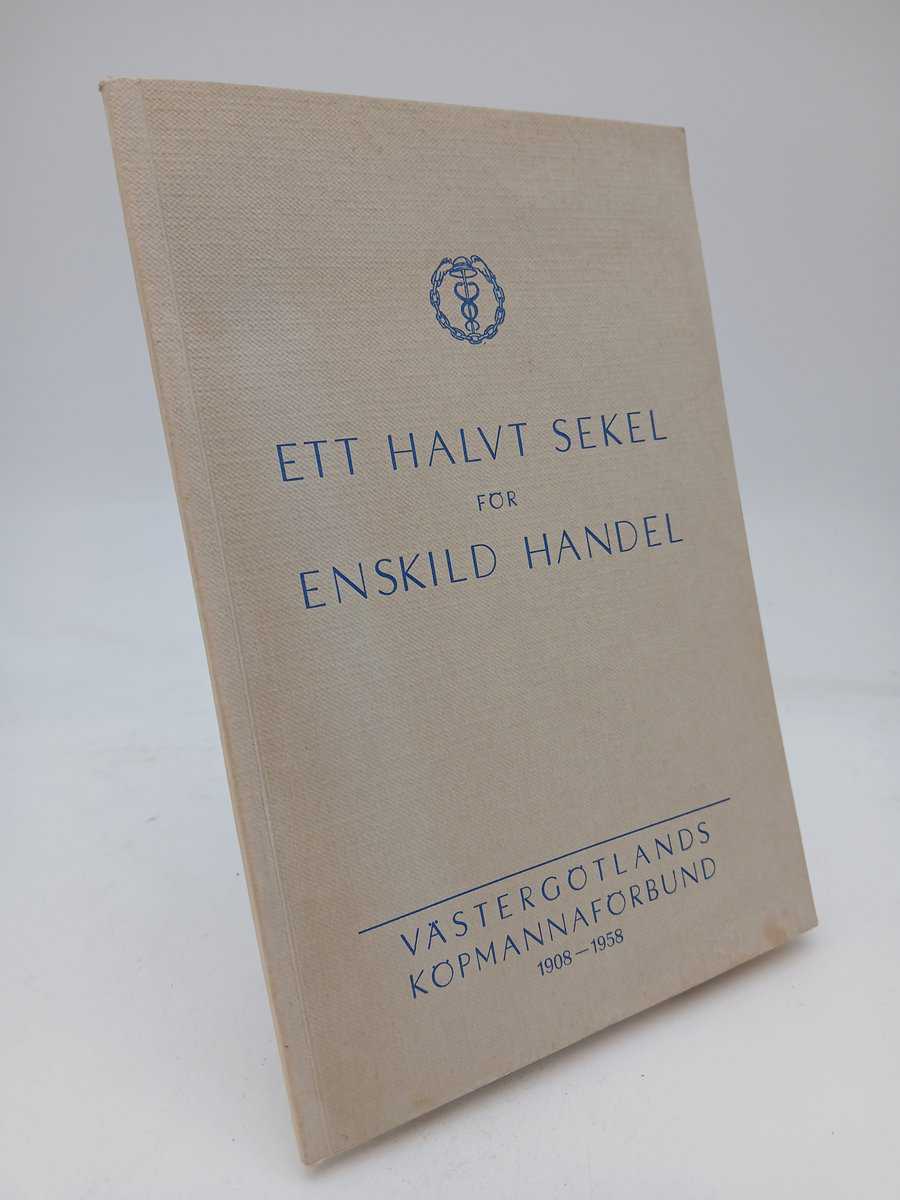 ETT HALVT SEKEL
FÖR
ENSKILD HANDEL
VÄSTERGÖTLANDS
KÖPMANNAFÖRBUND
1908—1958